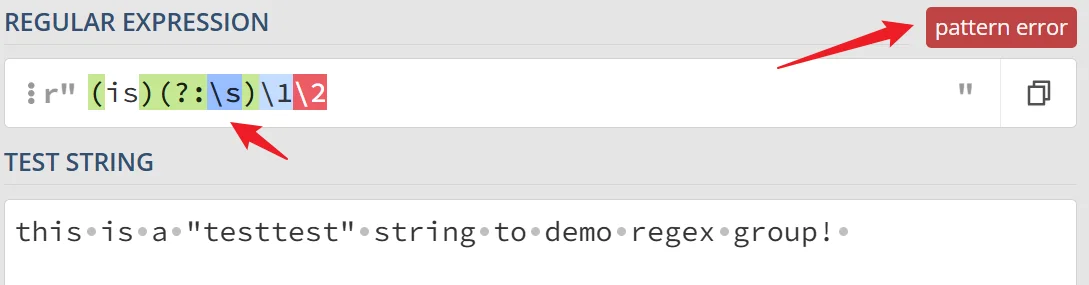 REGULAR EXPRESSION
pattern error
r" (is)(?:\s)\1\2 "
TEST STRING
this is a "testtest" string to demo regex group!